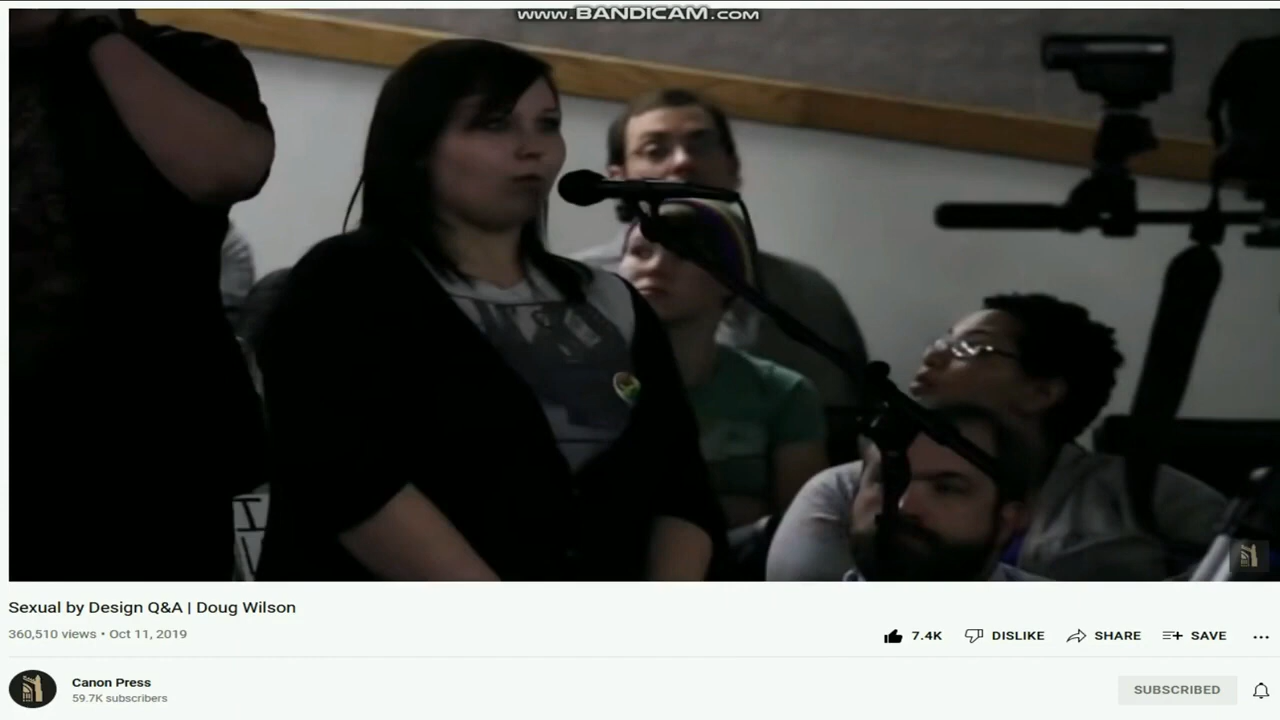 www.BANDICAM.com
Sexual by Design Q&A | Doug Wilson
360,510 views • Oct 11, 2019
7.4K DISLIKE SHARE SAVE
Canon Press
59.7K subscribers
SUBSCRIBED